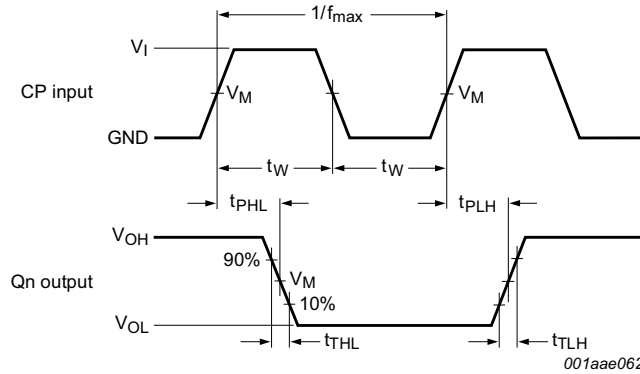 1/fmax
VI
CP input
VM
VM
GND
tW
tW
tPHL
tPLH
VOH
90%
VM
Qn output
10%
VOL
tTHL
tTLH
001aae062